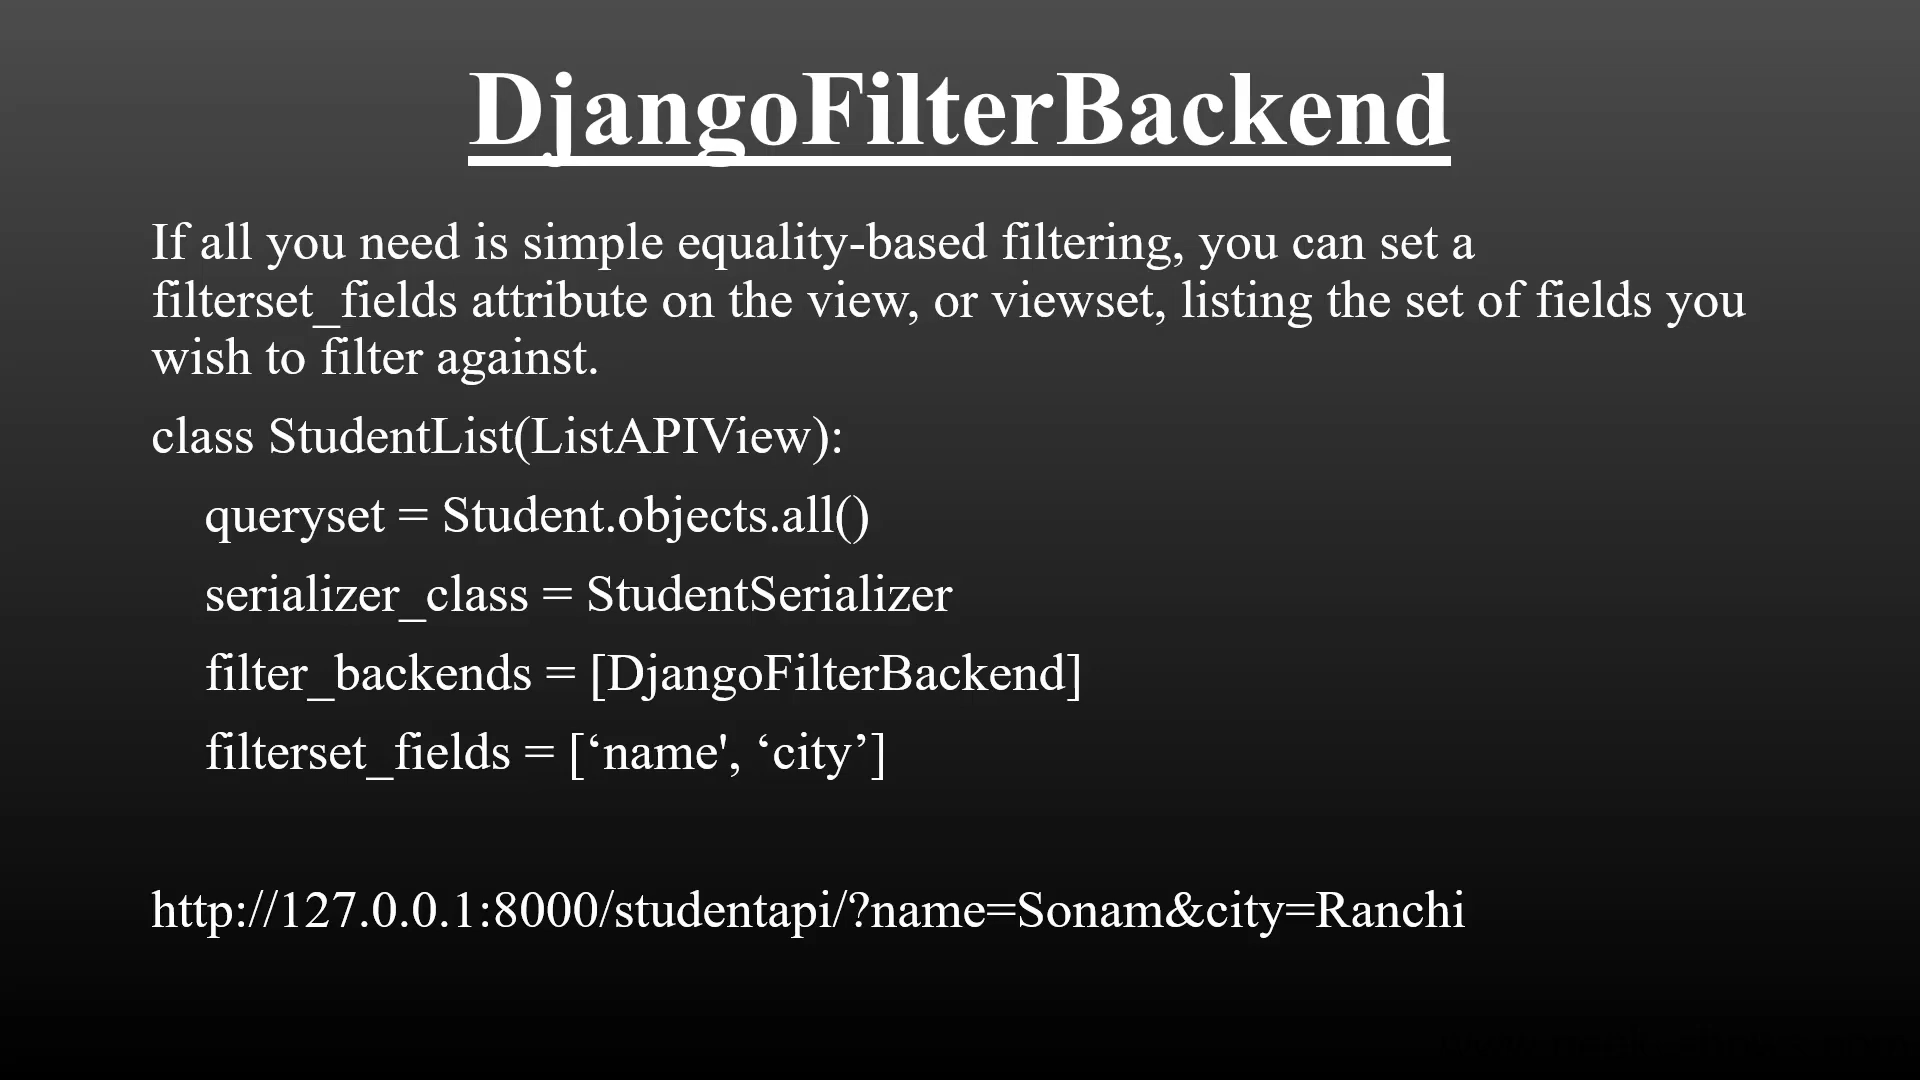 DjangoFilterBackend
If all you need is simple equality-based filtering, you can set a
filterset_fields attribute on the view, or viewset, listing the set of fields you
wish to filter against.
class StudentList(ListAPIView):
queryset = Student.objects.all()
serializer_class = StudentSerializer
filter_backends = [DjangoFilterBackend]
filterset_fields = [‘name', ‘city’]
http://127.0.0.1:8000/studentapi/?name=Sonam&city=Ranchi